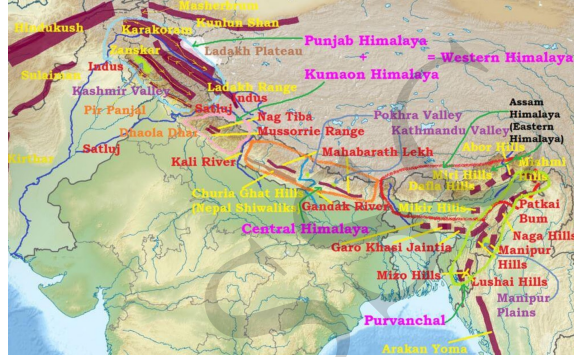 Masherbrum
Hindukush
Karakoram
Kunlun Shan
Zanskar
Ladakh Plateau
Punjab Himalaya
+
= Western Himalaya
Kumaon Himalaya
Indus
Sulaiman
Kashmir Valley
Ladakh Range
Indus
Pir Panjal
Satluj
Nag Tiba
Mussorrie Range
Dhaola Dhar
Satluj
Kirthar
Kali River
Mahabarath Lekh
Pokhra Valley
Kathmandu Valley
Assam
Himalaya
(Eastern
Himalaya)
Abor Hills
Mishmi
Hills
Miri Hills
Dafla Hills
Churia Ghat Hills
(Nepal Shiwaliks)
Gandak River
Mikir Hills
Patkai
Bum
Central Himalaya
Naga Hills
Garo Khasi Jaintia
Manipur
Hills
Mizo Hills
Lushai Hills
Manipur
Plains
Purvanchal
Arakan Yoma